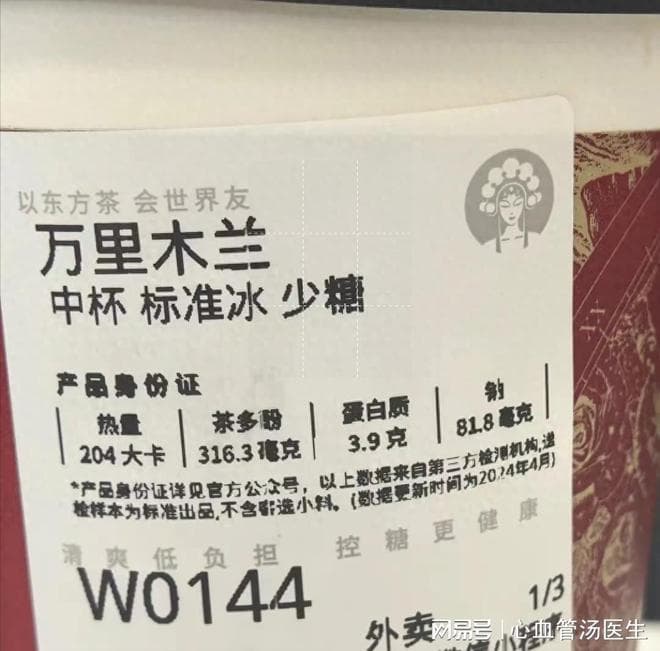 以东方茶 会世界友
万里木兰
中杯 标准冰 少糖
产品身份证
热量 茶多酚 蛋白质 钠
204 大卡 316.3 毫克 3.9 克 81.8 毫克
*产品身份证详见官方公众号，以上数据来自第三方检测机构,送
检样本为标准出品,不含自选小料。(数据更新时间为2024年4月)
清爽低负担 控糖更健康
W0144
1/3
外卖
网易号 | 心血管汤医生